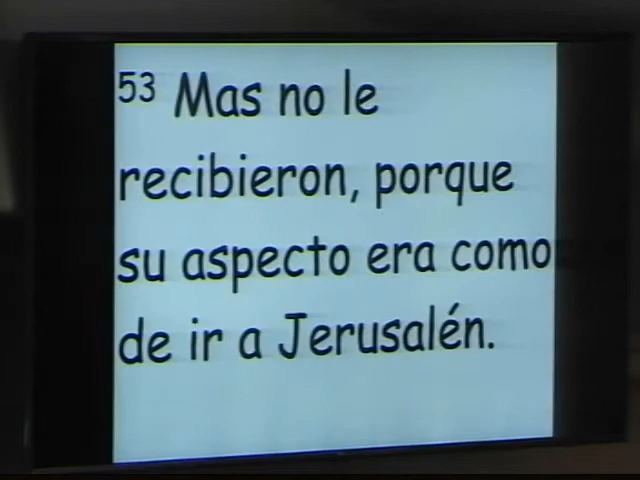 53 Mas no le
recibieron, porque
su aspecto era como
de ir a Jerusalén.